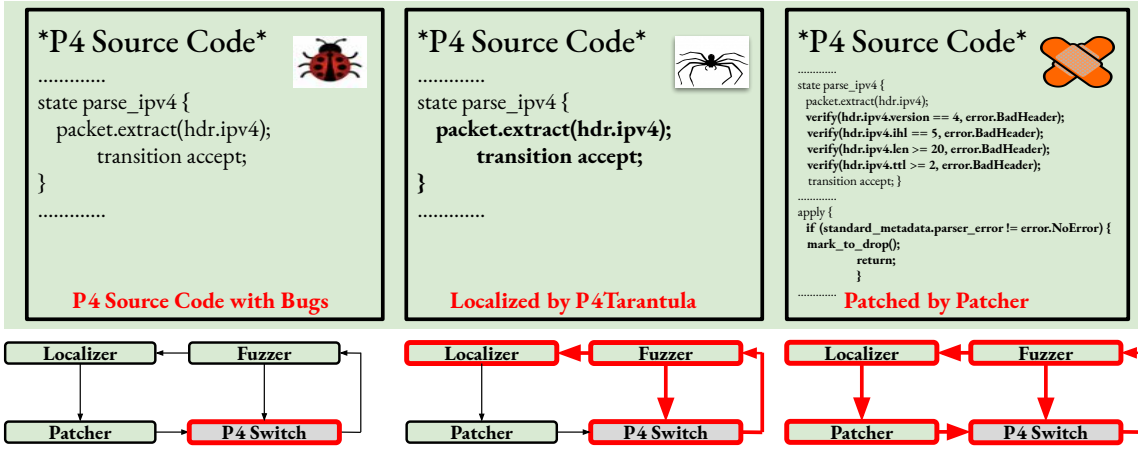 *P4 Source Code*
.............
state parse_ipv4 {
packet.extract(hdr.ipv4);
transition accept;
}
.............
P4 Source Code with Bugs
*P4 Source Code*
.............
state parse_ipv4 {
packet.extract(hdr.ipv4);
transition accept;
}
.............
Localized by P4Tarantula
*P4 Source Code*
.............
state parse_ipv4 {
packet.extract(hdr.ipv4);
verify(hdr.ipv4.version == 4, error.BadHeader);
verify(hdr.ipv4.ihl == 5, error.BadHeader);
verify(hdr.ipv4.len >= 20, error.BadHeader);
verify(hdr.ipv4.ttl >= 2, error.BadHeader);
transition accept; }
.............
apply {
if (standard_metadata.parser_error != error.NoError) {
mark_to_drop();
return;
}
.............
Patched by Patcher
Localizer
Fuzzer
Patcher
P4 Switch
Localizer
Fuzzer
Patcher
P4 Switch
Localizer
Fuzzer
Patcher
P4 Switch